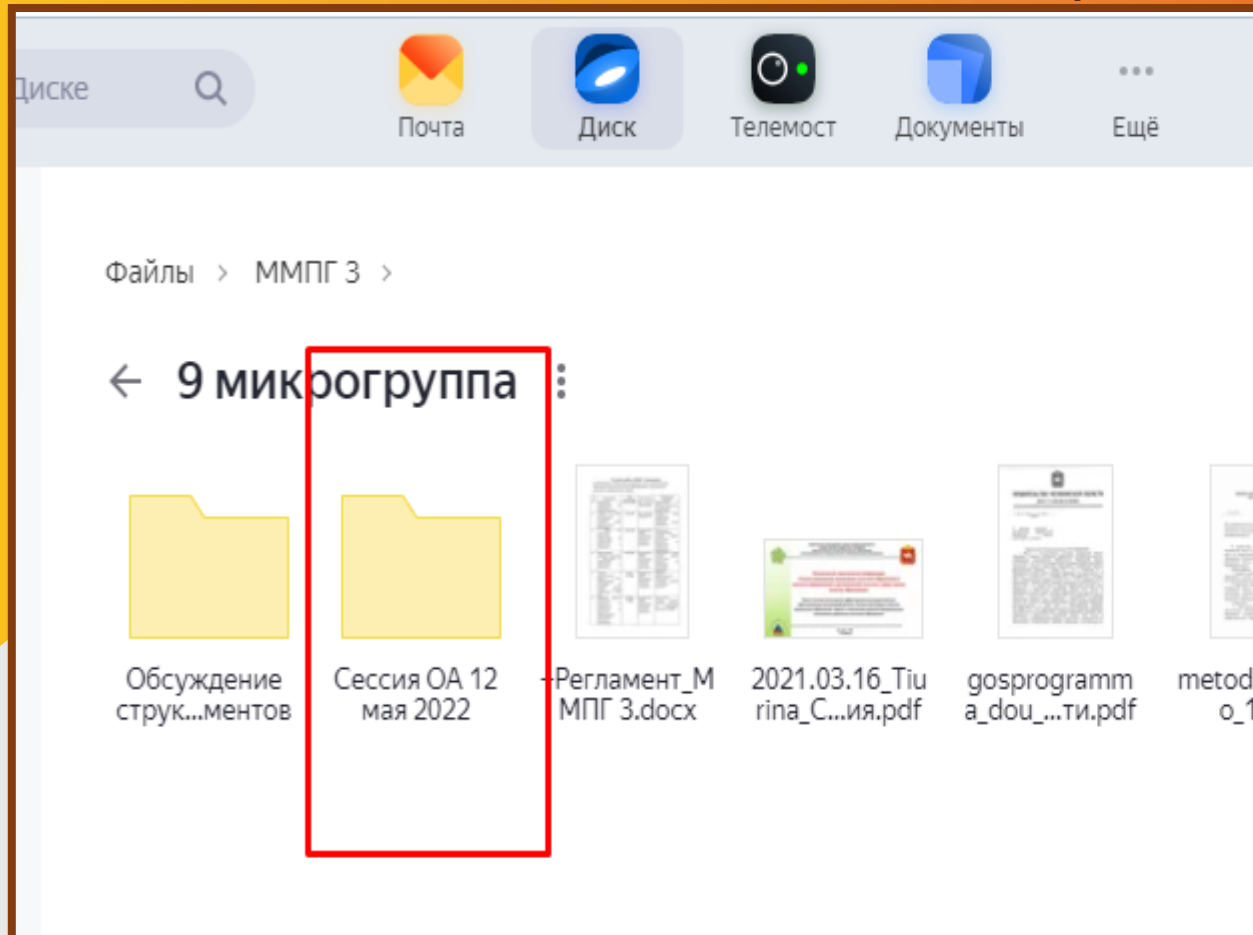 Диске
Почта
Диск
Телемост
Документы
Ещё
Файлы > ММПГ 3 >
← 9 микрогруппа
Обсуждение
струк...ментов
Сессия ОА 12
мая 2022
Регламент_М
МПГ 3.docx
2021.03.16_Tiu
rina_С...ия.pdf
gosprogramm
a_dou_...ти.pdf
metod
o_1